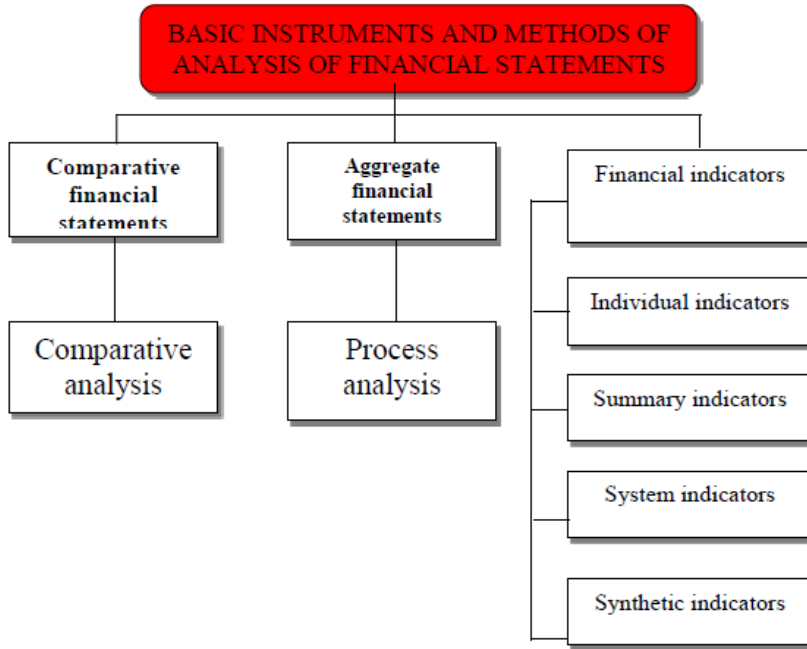 BASIC INSTRUMENTS AND METHODS OF
ANALYSIS OF FINANCIAL STATEMENTS
Comparative
financial
statements
Aggregate
financial
statements
Financial indicators
Individual indicators
Comparative
analysis
Process
analysis
Summary indicators
System indicators
Synthetic indicators